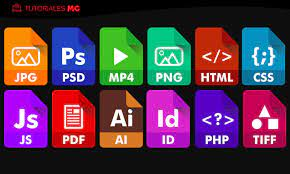 TUTORIALES MG
JPG
Ps
PSD
MP4
PNG
</>
HTML
{;}
CSS
Js
JS
PDF
Ai
AI
Id
ID
<?>
PHP
TIFF